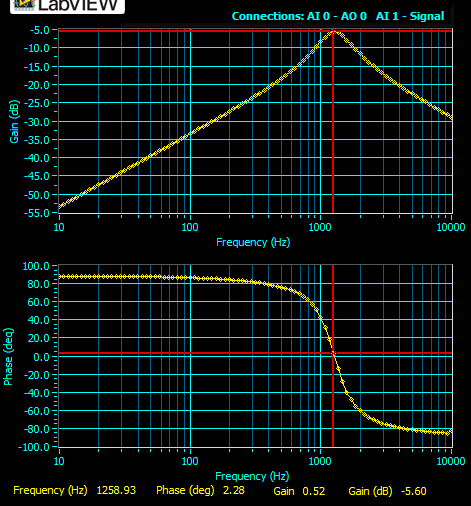 LabVIEW
Connections: AI 0 - AO 0 AI 1 - Signal
Gain (dB)
-5.0
-10.0
-15.0
-20.0
-25.0
-30.0
-35.0
-40.0
-45.0
-50.0
-55.0
10 100 1000 10000
Frequency (Hz)
Phase (deg)
100.0
80.0
60.0
40.0
20.0
0.0
-20.0
-40.0
-60.0
-80.0
-100.0
10 100 1000 10000
Frequency (Hz)
Frequency (Hz) 1258.93 Phase (deg) 2.28 Gain 0.52 Gain (dB) -5.60